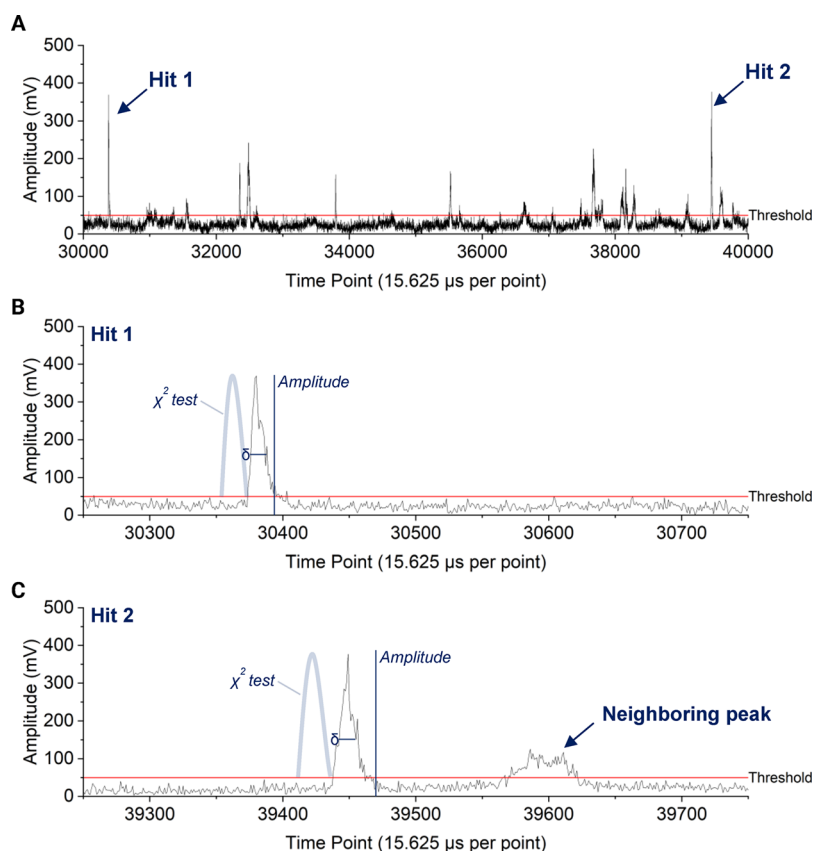 A
500
400
300
200
100
0
Amplitude (mV)
Hit 1
Hit 2
Threshold
30000 32000 34000 36000 38000 40000
Time Point (15.625 µs per point)
B
Hit 1
500
400
300
200
100
0
Amplitude (mV)
χ² test
Amplitude
δ
Threshold
30300 30400 30500 30600 30700
Time Point (15.625 µs per point)
C
Hit 2
500
400
300
200
100
0
Amplitude (mV)
χ² test
Amplitude
δ
Neighboring peak
Threshold
39300 39400 39500 39600 39700
Time Point (15.625 µs per point)